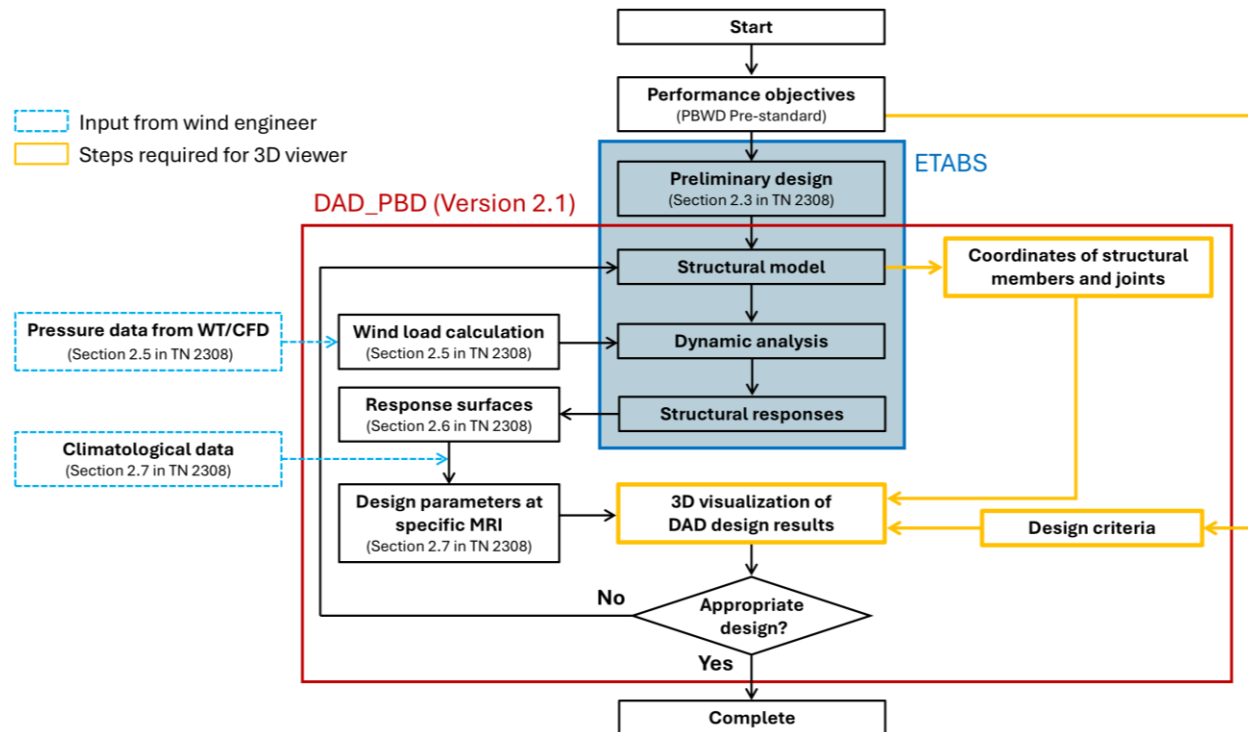 Start
Performance objectives
(PBWD Pre-standard)
Input from wind engineer
Steps required for 3D viewer
ETABS
Preliminary design
(Section 2.3 in TN 2308)
DAD_PBD (Version 2.1)
Structural model
Coordinates of structural
members and joints
Pressure data from WT/CFD
(Section 2.5 in TN 2308)
Wind load calculation
(Section 2.5 in TN 2308)
Dynamic analysis
Response surfaces
(Section 2.6 in TN 2308)
Structural responses
Climatological data
(Section 2.7 in TN 2308)
Design parameters at
specific MRI
(Section 2.7 in TN 2308)
3D visualization of
DAD design results
Design criteria
No
Appropriate
design?
Yes
Complete